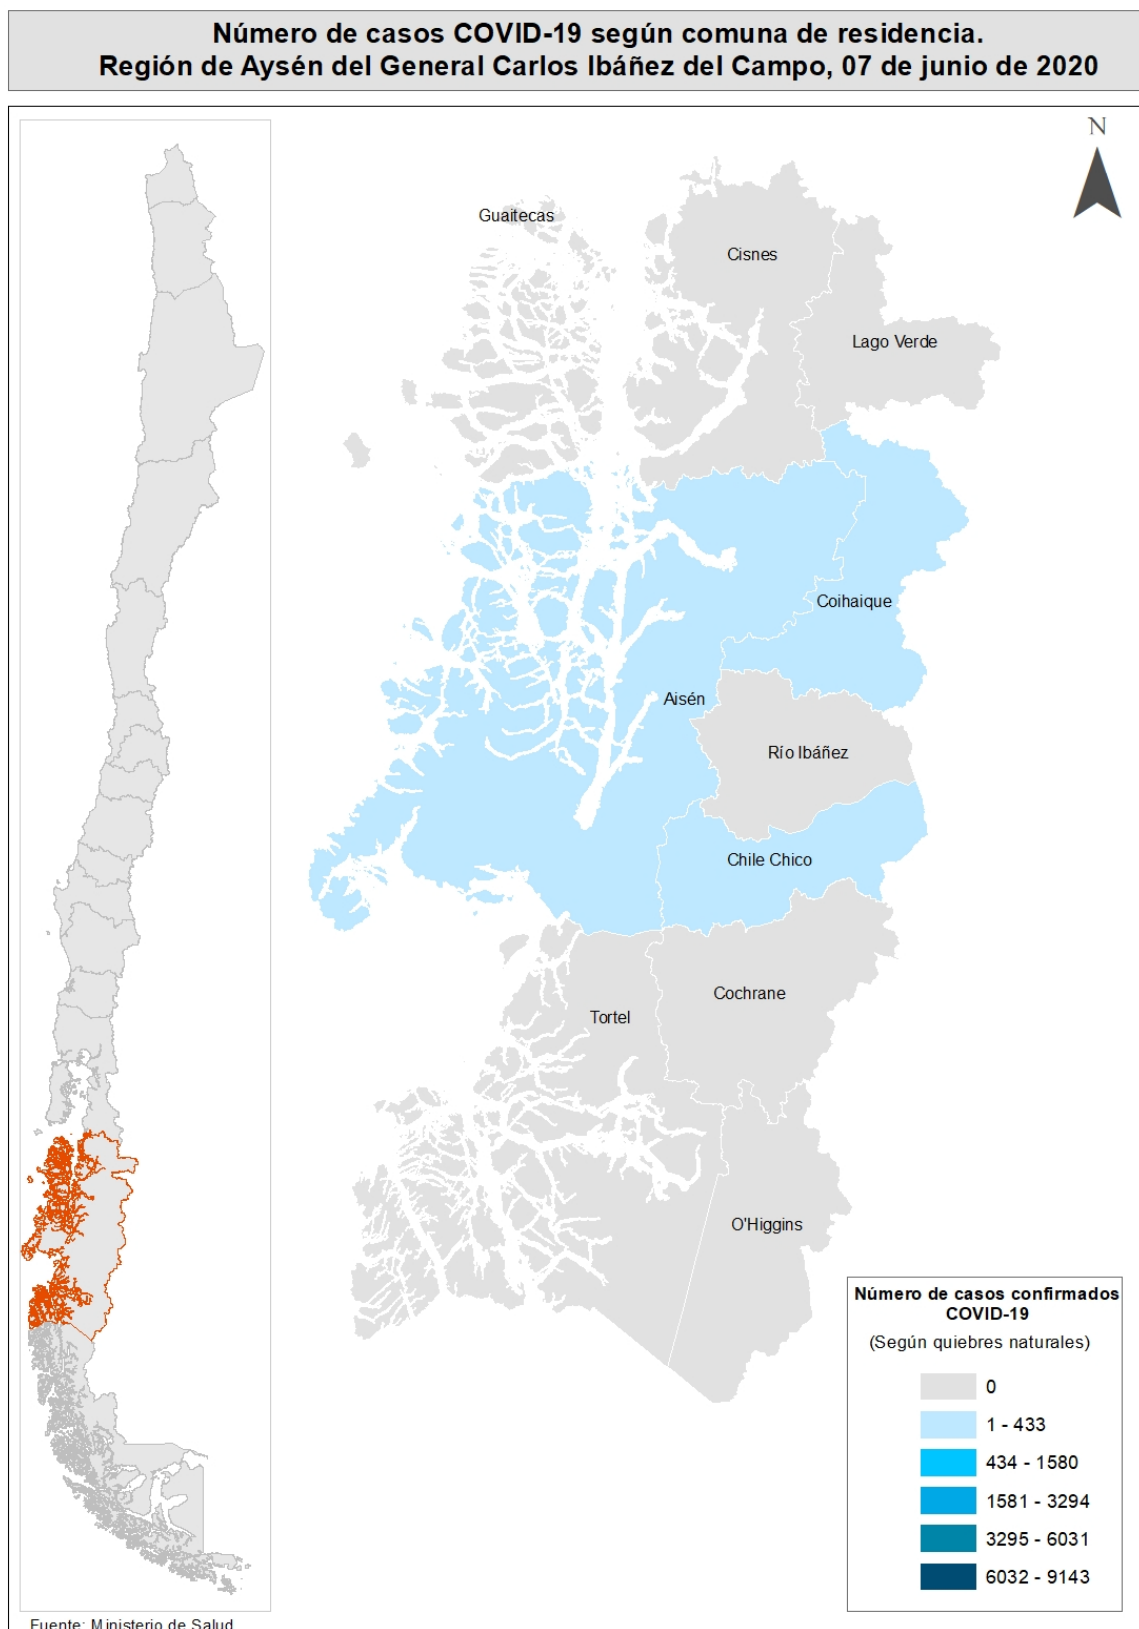 Número de casos COVID-19 según comuna de residencia.
Región de Aysén del General Carlos Ibáñez del Campo, 07 de junio de 2020
N
Guaitecas
Cisnes
Lago Verde
Coihaique
Aisén
Río Ibáñez
Chile Chico
Cochrane
Tortel
O'Higgins
Número de casos confirmados
COVID-19
(Según quiebres naturales)
0
1 - 433
434 - 1580
1581 - 3294
3295 - 6031
6032 - 9143
Fuente: Ministerio de Salud